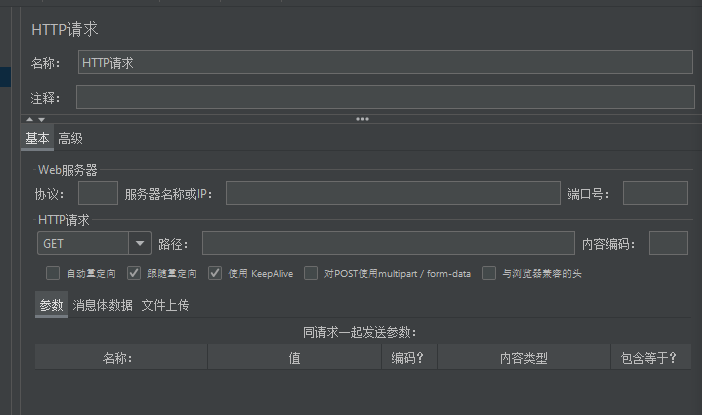 HTTP请求
名称： HTTP请求
注释：
基本 高级
Web服务器
协议： 服务器名称或IP： 端口号：
HTTP请求
GET 路径： 内容编码：
自动重定向 跟随重定向 使用 KeepAlive 对POST使用multipart / form-data 与浏览器兼容的头
参数 消息体数据 文件上传
同请求一起发送参数：
名称： 值 编码？ 内容类型 包含等于？